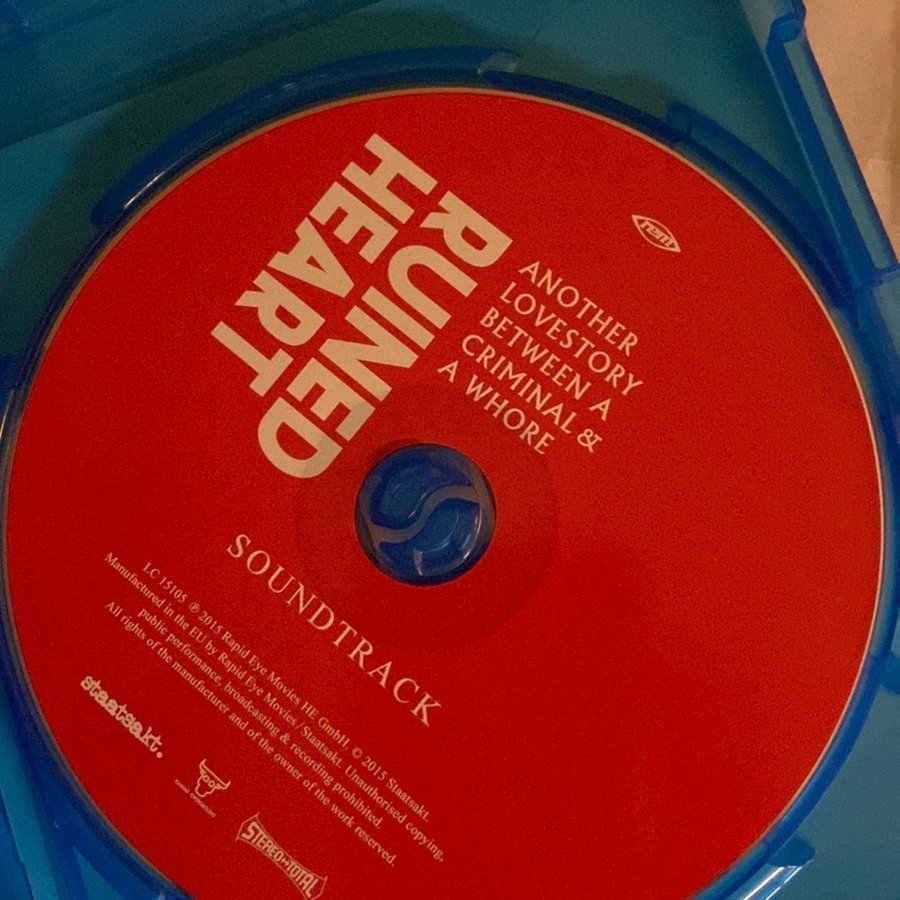 RUINED
HEART
rem
ANOTHER
LOVESTORY
BETWEEN A
CRIMINAL &
A WHORE
SOUNDTRACK
LC 15105 ℗ 2015 Rapid Eye Movies HE GmbH. © 2015 Staatsakt.
Manufactured in the EU by Rapid Eye Movies / Staatsakt. Unauthorised copying,
public performance, broadcasting & recording prohibited.
All rights of the manufacturer and of the owner of the work reserved.
staatsakt.
STEREO TOTAL